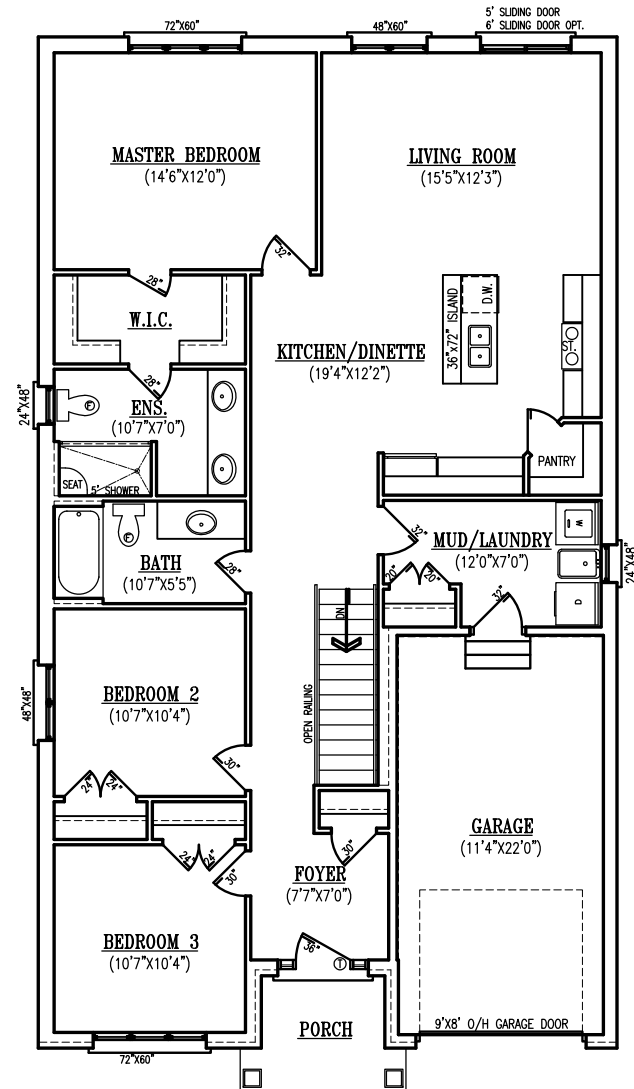 5' SLIDING DOOR
6' SLIDING DOOR OPT.
72"X60"
48"X60"
MASTER BEDROOM
(14'6"X12'0")
LIVING ROOM
(15'5"X12'3")
32"
28"
W.I.C.
36"X72" ISLAND
D.W.
ST.
KITCHEN/DINETTE
(19'4"X12'2")
28"
24"X48"
ENS.
(10'7"X7'0")
SEAT
5' SHOWER
PANTRY
32"
MUD/LAUNDRY
(12'0"X7'0")
W
24"X48"
BATH
(10'7"X5'5")
28"
20"
20"
32"
D
DN
OPEN RAILING
48"X48"
BEDROOM 2
(10'7"X10'4")
30"
24"
24"
GARAGE
(11'4"X22'0")
30"
24"
24"
30"
FOYER
(7'7"X7'0")
BEDROOM 3
(10'7"X10'4")
36"
T
PORCH
9'X8' O/H GARAGE DOOR
72"X60"